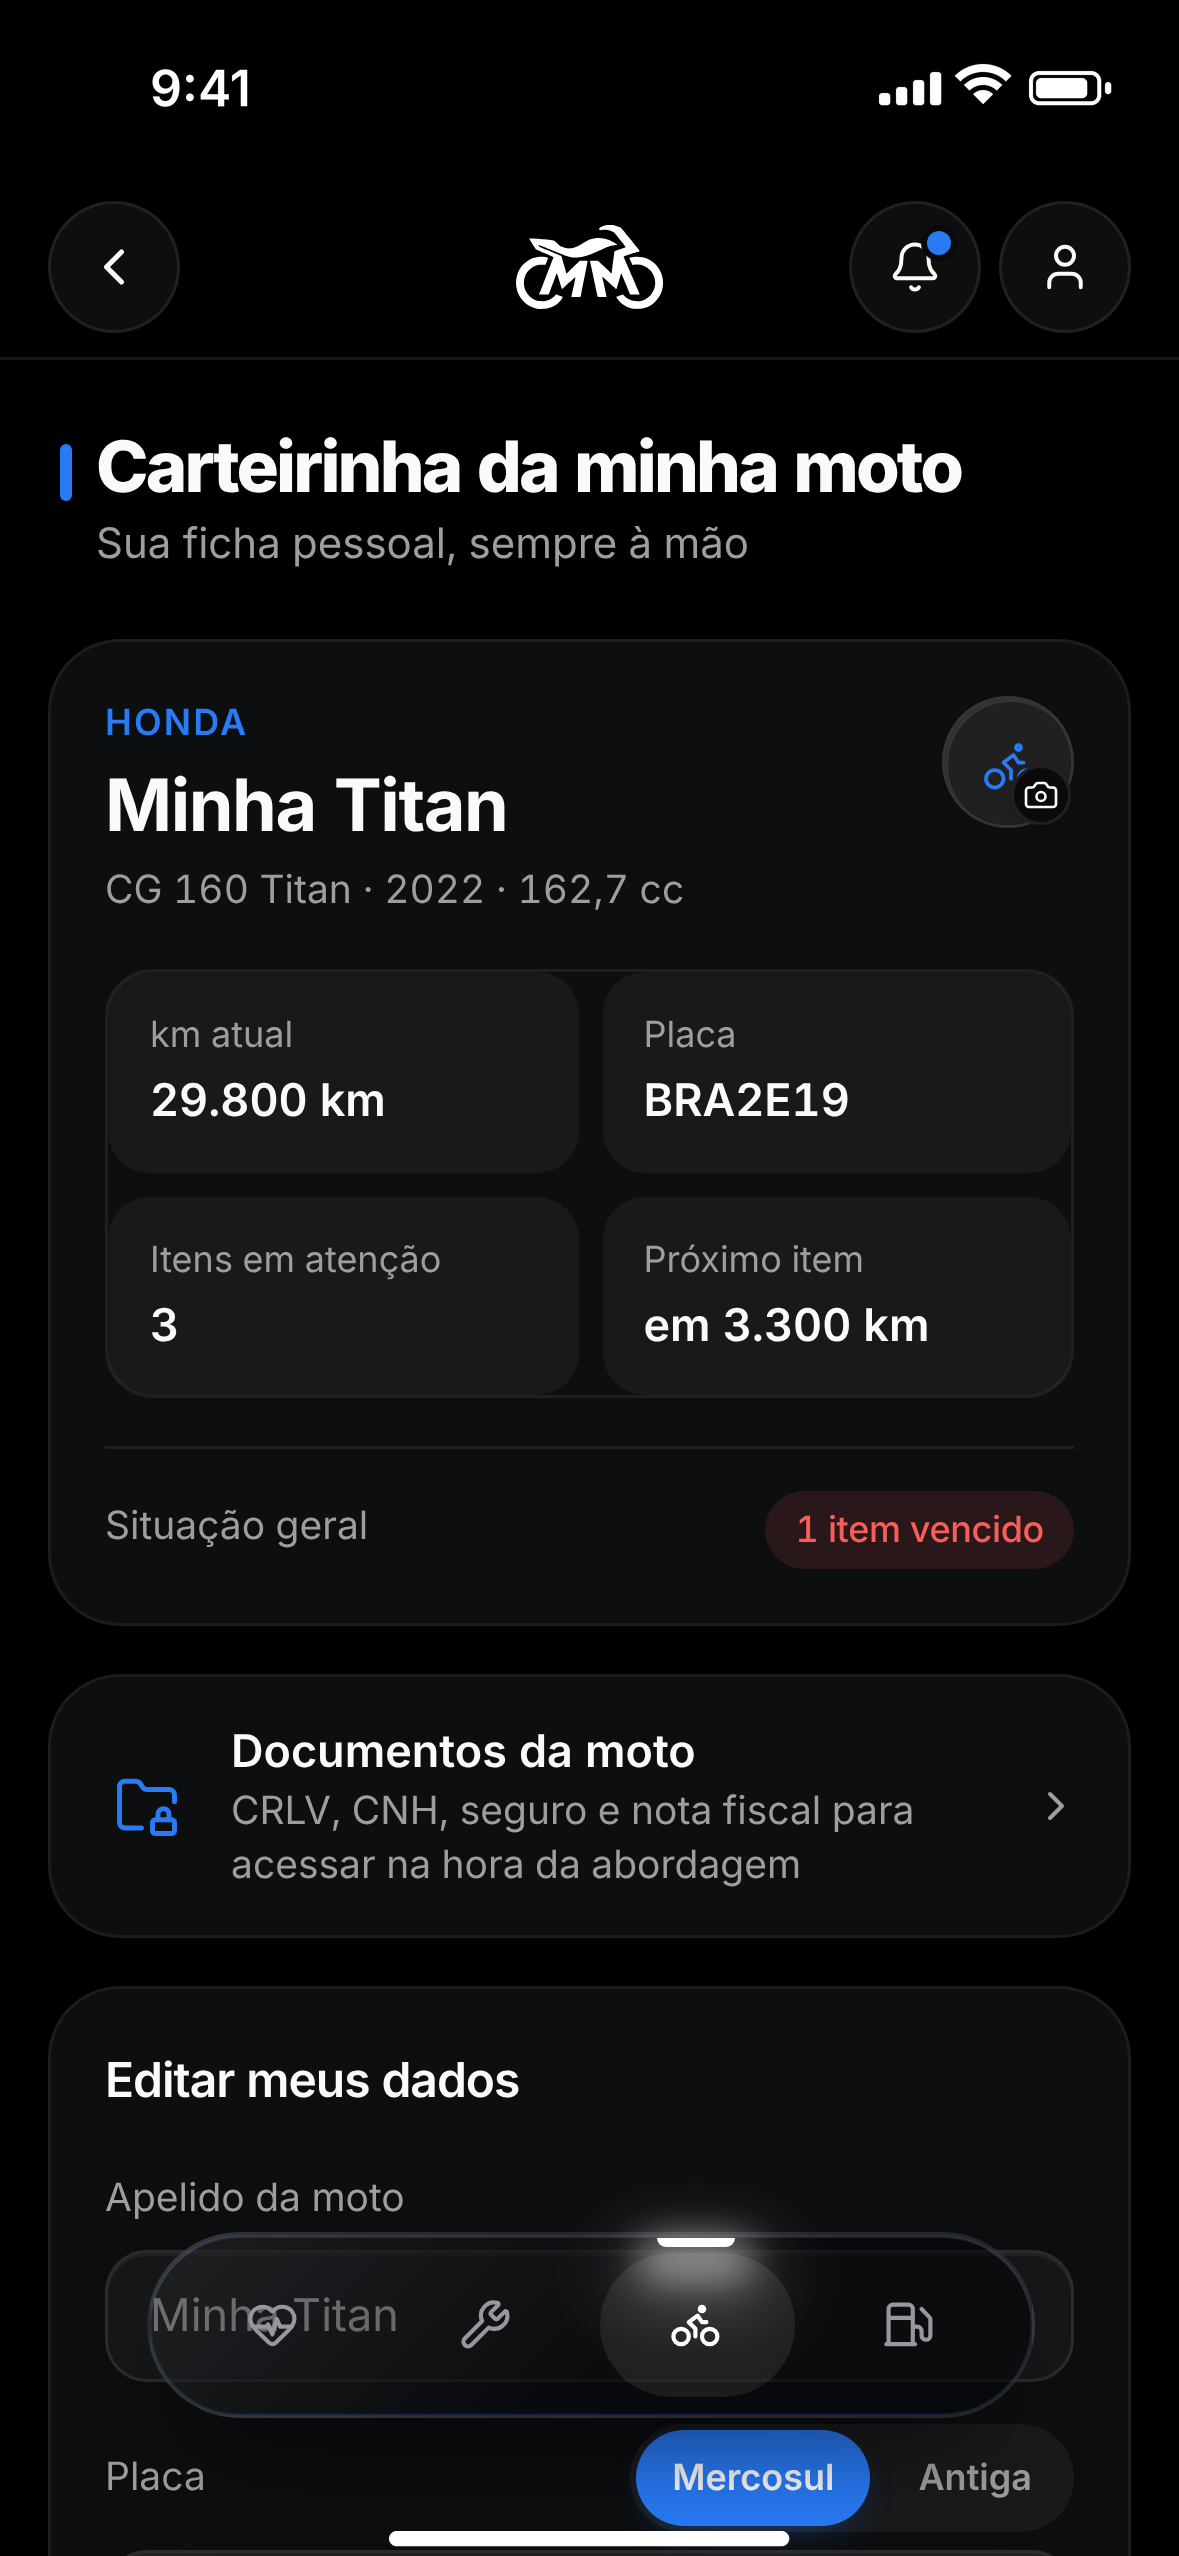 9:41
MM
Carteirinha da minha moto
Sua ficha pessoal, sempre à mão
HONDA
Minha Titan
CG 160 Titan · 2022 · 162,7 cc
km atual
29.800 km
Placa
BRA2E19
Itens em atenção
3
Próximo item
em 3.300 km
Situação geral
1 item vencido
Documentos da moto
CRLV, CNH, seguro e nota fiscal para
acessar na hora da abordagem
Editar meus dados
Apelido da moto
Minha Titan
Placa
Mercosul
Antiga